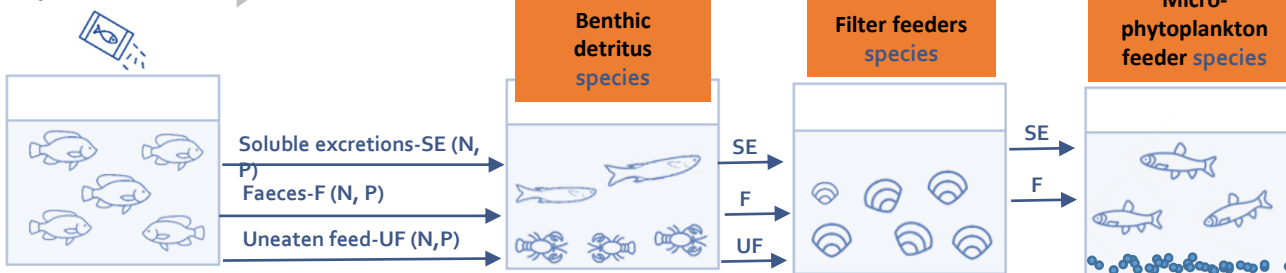 Benthic
detritus
species
Filter feeders
species
Micro-
phytoplankton
feeder species
Soluble excretions-SE (N,
P)
Faeces-F (N, P)
Uneaten feed-UF (N,P)
SE
F
UF
SE
F